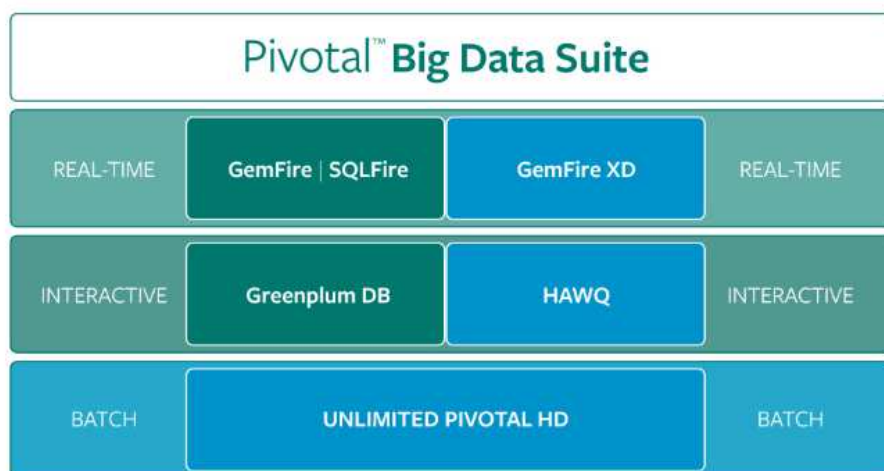 Pivotal™ Big Data Suite
REAL-TIME GemFire | SQLFire GemFire XD REAL-TIME
INTERACTIVE Greenplum DB HAWQ INTERACTIVE
BATCH UNLIMITED PIVOTAL HD BATCH